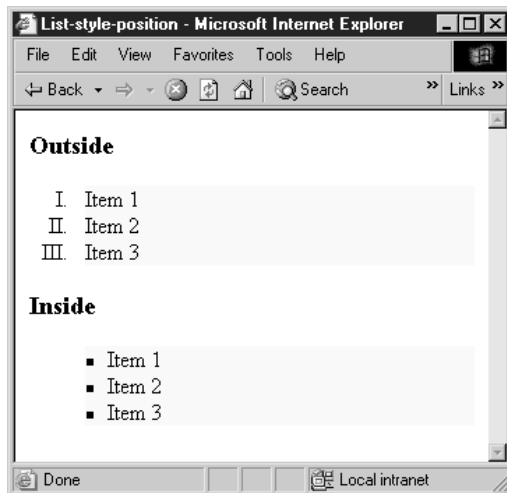 List-style-position - Microsoft Internet Explorer
File Edit View Favorites Tools Help
Back Search » Links »
Outside
I. Item 1
II. Item 2
III. Item 3
Inside
▪ Item 1
▪ Item 2
▪ Item 3
Done Local intranet